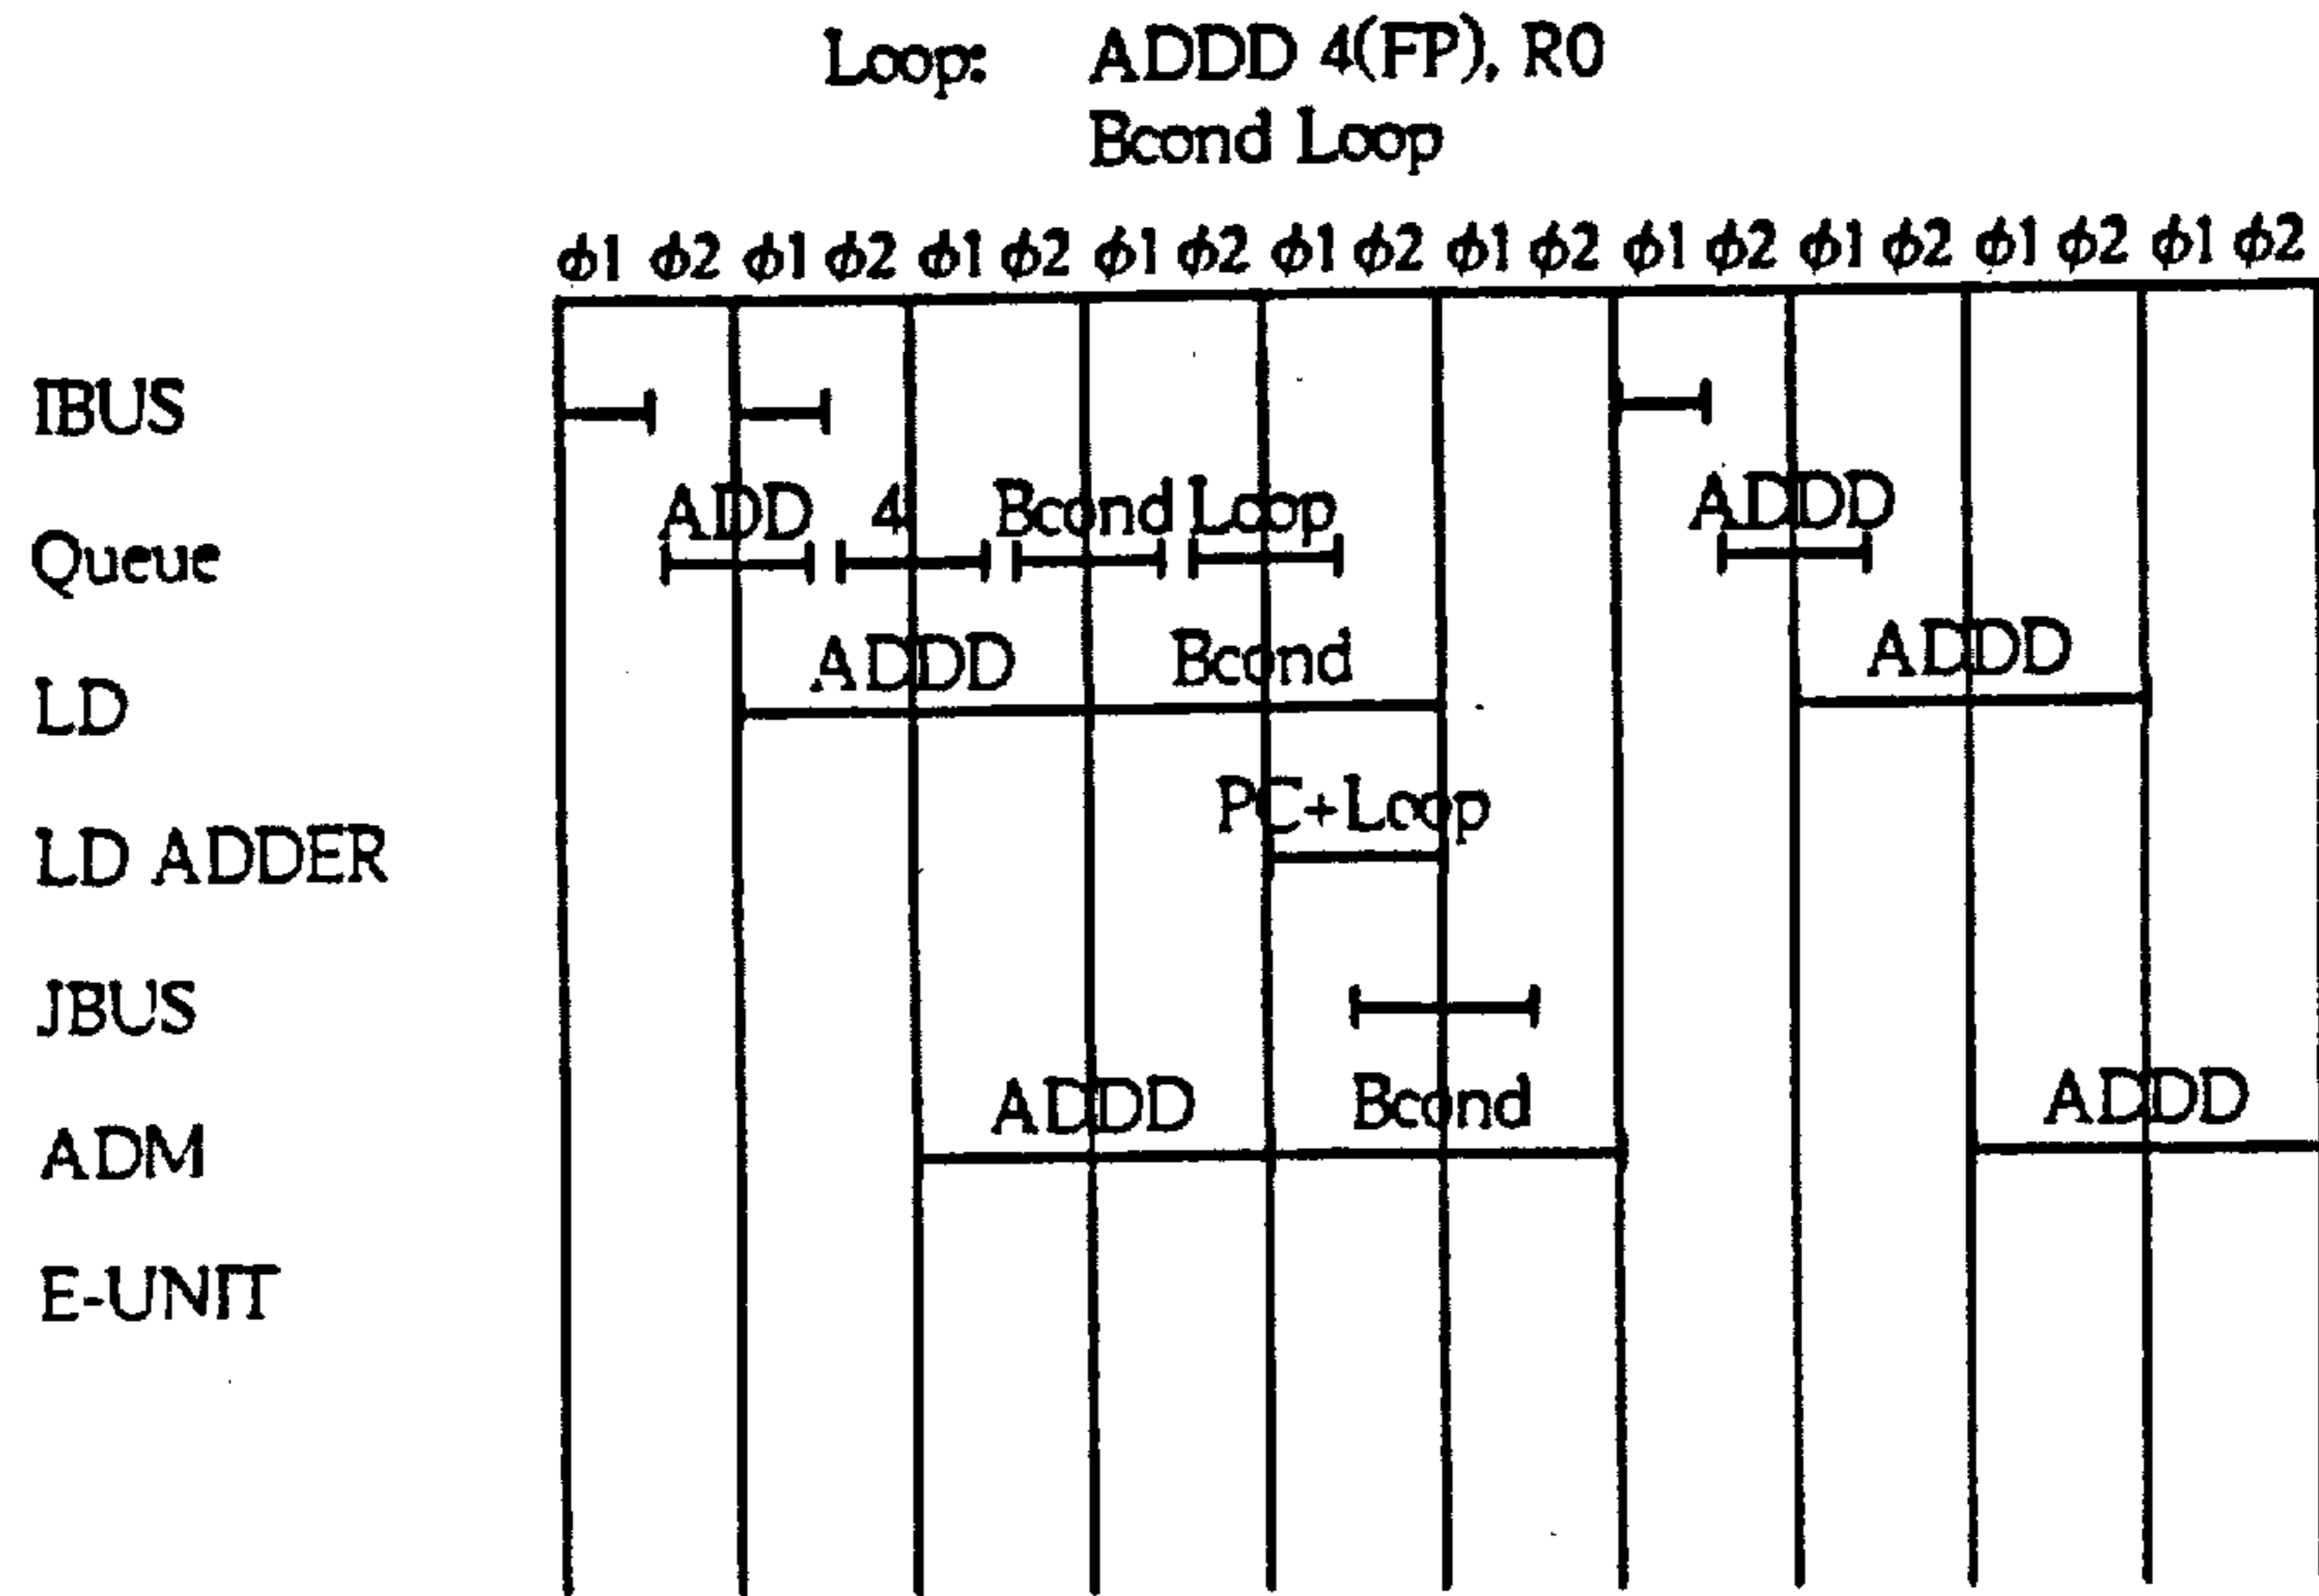 Loop: ADDD 4(FP), R0
Bcond Loop
ϕ1 ϕ2 ϕ1 ϕ2 ϕ1 ϕ2 ϕ1 ϕ2 ϕ1 ϕ2 ϕ1 ϕ2 ϕ1 ϕ2 ϕ1 ϕ2 ϕ1 ϕ2 ϕ1 ϕ2
IBUS
ADD 4 Bcond Loop ADDD
Queue
ADDD Bcond ADDD
LD
PC+Loop
LD ADDER
JBUS
ADDD Bcond ADDD
ADM
E-UNIT